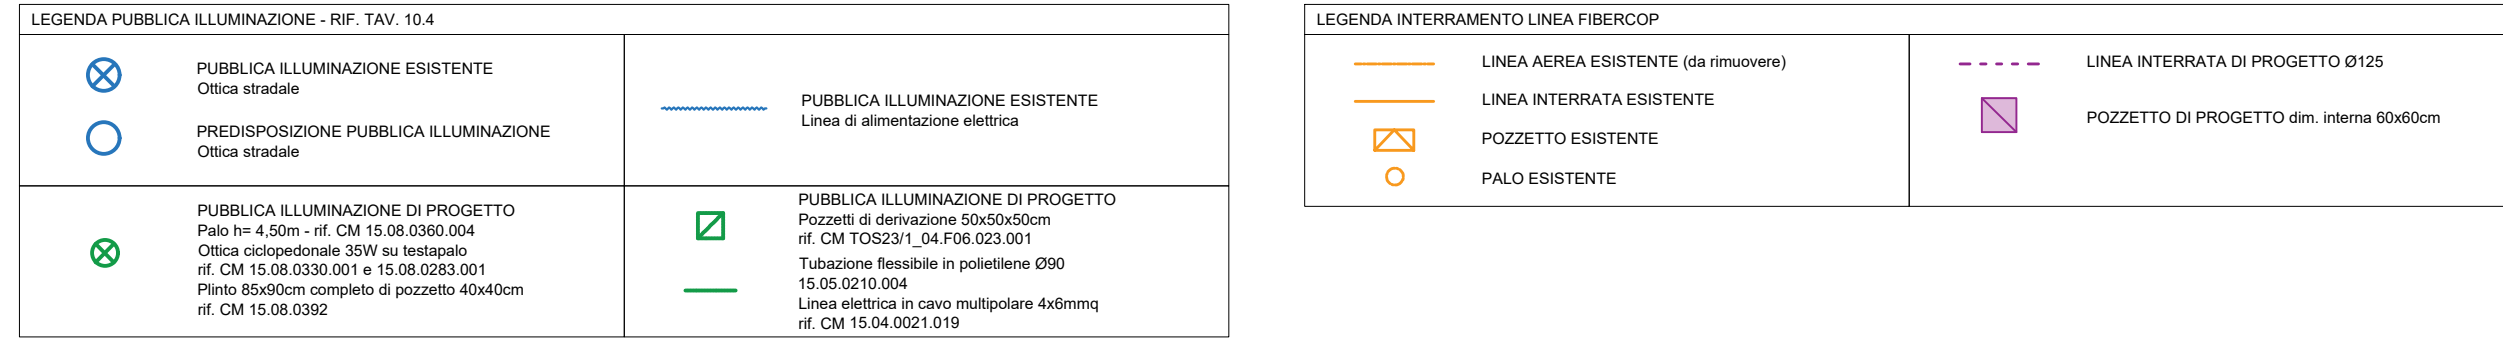 LEGENDA PUBBLICA ILLUMINAZIONE - RIF. TAV. 10.4
PUBBLICA ILLUMINAZIONE ESISTENTE
Ottica stradale
PREDISPOSIZIONE PUBBLICA ILLUMINAZIONE
Ottica stradale
PUBBLICA ILLUMINAZIONE ESISTENTE
Linea di alimentazione elettrica
PUBBLICA ILLUMINAZIONE DI PROGETTO
Palo h= 4,50m - rif. CM 15.08.0360.004
Ottica ciclopedonale 35W su testapalo
rif. CM 15.08.0330.001 e 15.08.0283.001
Plinto 85x90cm completo di pozzetto 40x40cm
rif. CM 15.08.0392
PUBBLICA ILLUMINAZIONE DI PROGETTO
Pozzetti di derivazione 50x50x50cm
rif. CM TOS23/1_04.F06.023.001
Tubazione flessibile in polietilene Ø90
15.05.0210.004
Linea elettrica in cavo multipolare 4x6mmq
rif. CM 15.04.0021.019
LEGENDA INTERRAMENTO LINEA FIBERCOP
LINEA AEREA ESISTENTE (da rimuovere)
LINEA INTERRATA ESISTENTE
POZZETTO ESISTENTE
PALO ESISTENTE
LINEA INTERRATA DI PROGETTO Ø125
POZZETTO DI PROGETTO dim. interna 60x60cm